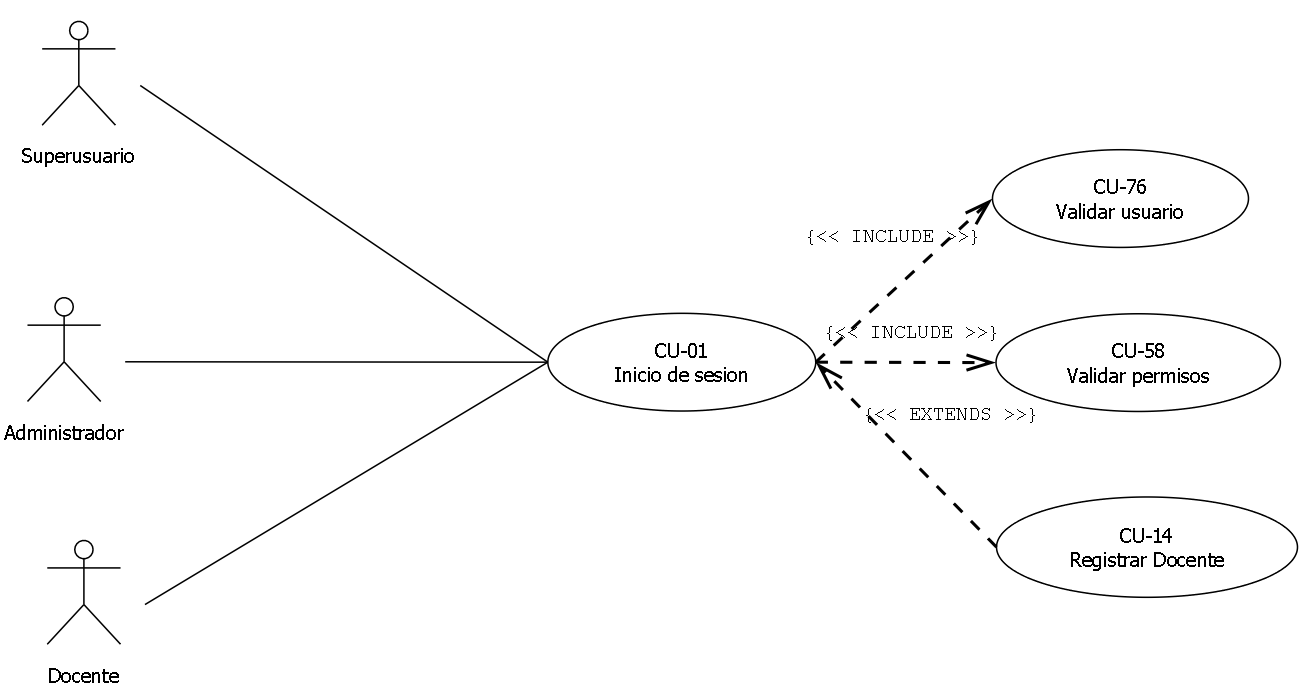 Superusuario
CU-76
Validar usuario
{<< INCLUDE >>}
Administrador
{<< INCLUDE >>}
CU-01
Inicio de sesion
CU-58
Validar permisos
{<< EXTENDS >>}
CU-14
Registrar Docente
Docente